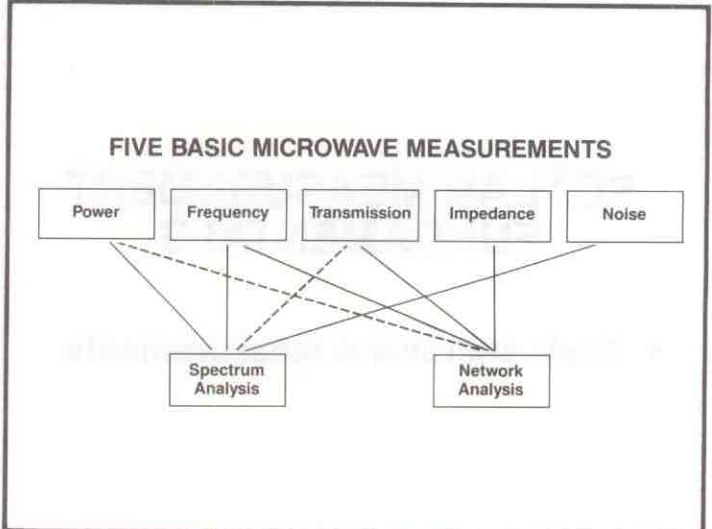 FIVE BASIC MICROWAVE MEASUREMENTS
Power
Frequency
Transmission
Impedance
Noise
Spectrum
Analysis
Network
Analysis